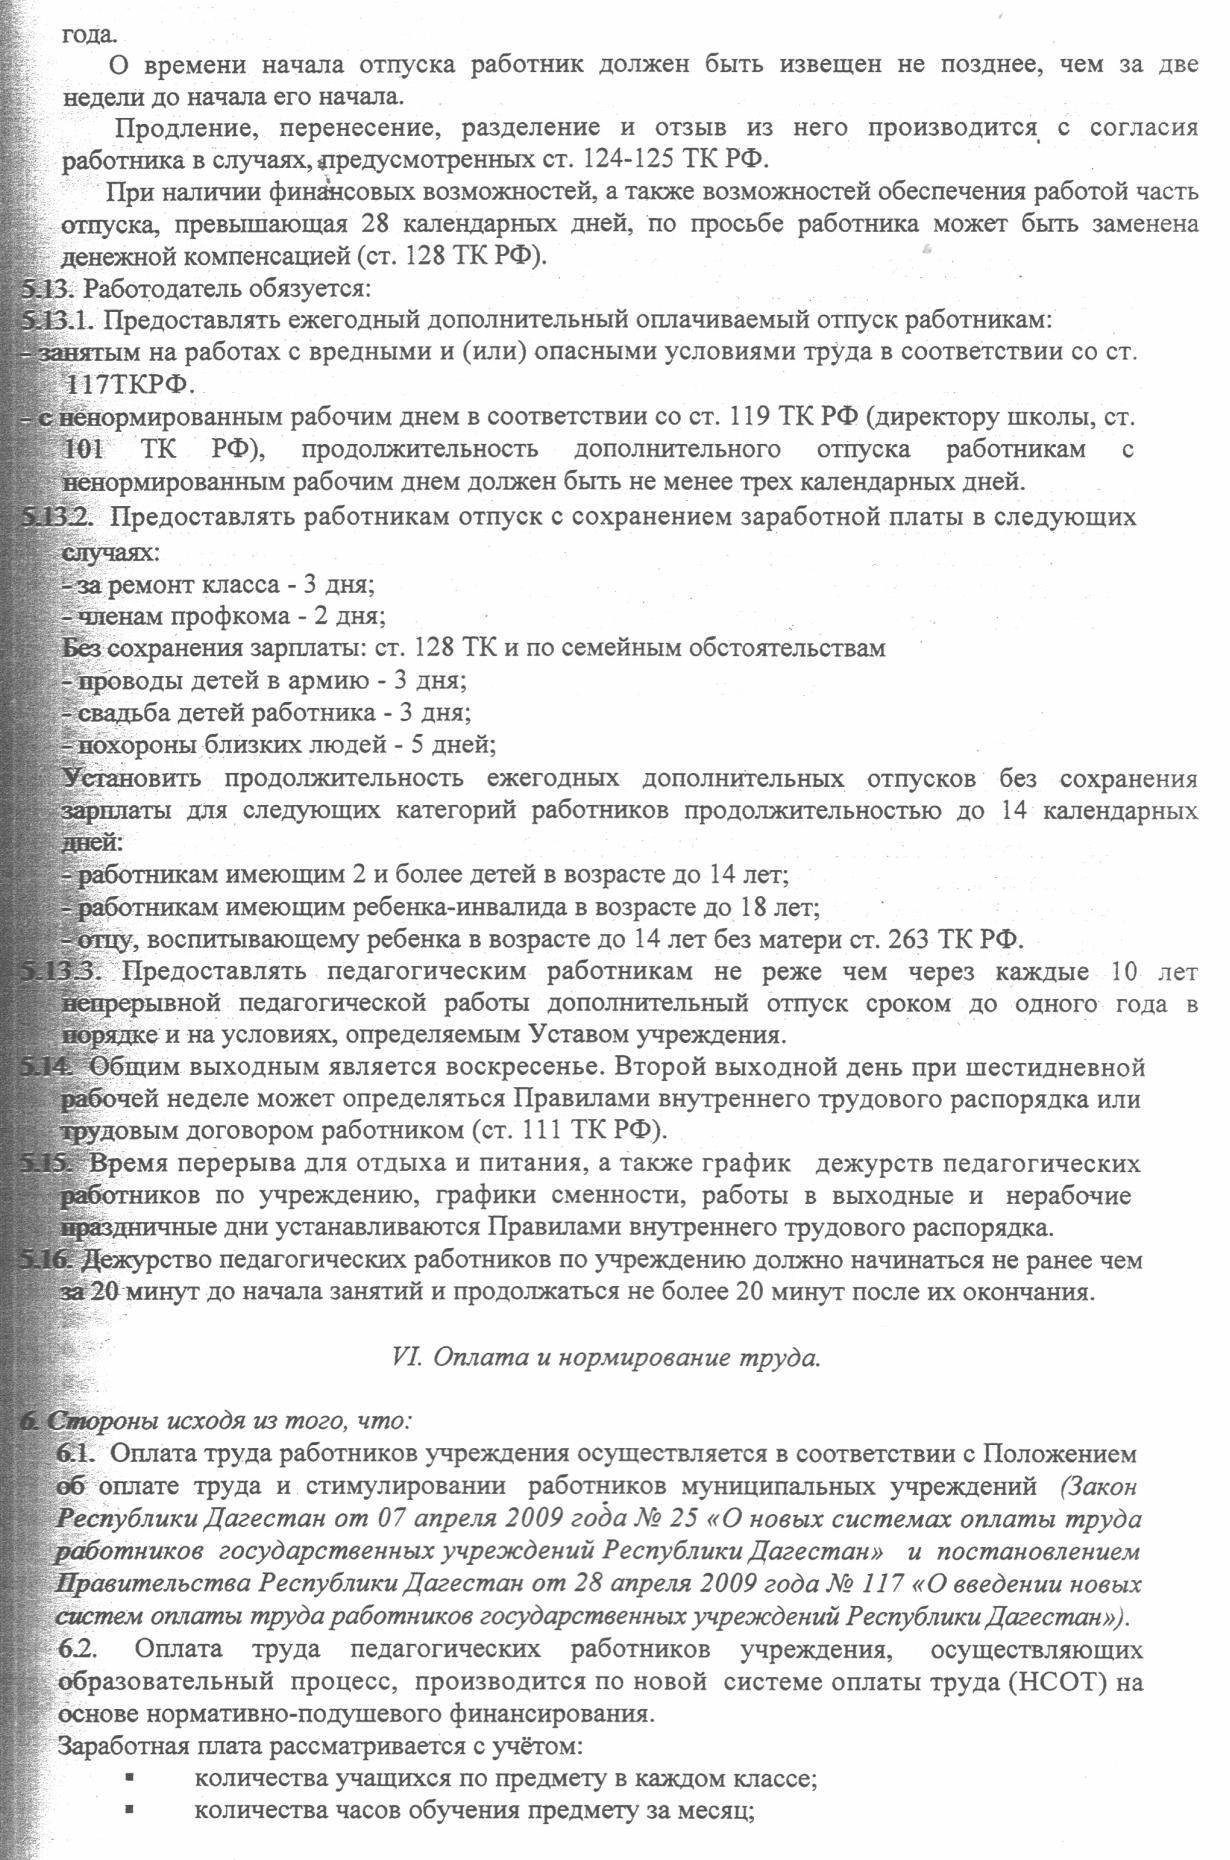 года.
О времени начала отпуска работник должен быть извещен не позднее, чем за две
недели до начала его начала.
Продление, перенесение, разделение и отзыв из него производится с согласия
работника в случаях, предусмотренных ст. 124-125 ТК РФ.
При наличии финансовых возможностей, а также возможностей обеспечения работой часть
отпуска, превышающая 28 календарных дней, по просьбе работника может быть заменена
денежной компенсацией (ст. 128 ТК РФ).
5.13. Работодатель обязуется:
5.13.1. Предоставлять ежегодный дополнительный оплачиваемый отпуск работникам:
- занятым на работах с вредными и (или) опасными условиями труда в соответствии со ст.
117ТКРФ.
- с ненормированным рабочим днем в соответствии со ст. 119 ТК РФ (директору школы, ст.
101 ТК РФ), продолжительность дополнительного отпуска работникам с
ненормированным рабочим днем должен быть не менее трех календарных дней.
5.13.2. Предоставлять работникам отпуск с сохранением заработной платы в следующих
случаях:
- за ремонт класса - 3 дня;
- членам профкома - 2 дня;
Без сохранения зарплаты: ст. 128 ТК и по семейным обстоятельствам
- проводы детей в армию - 3 дня;
- свадьба детей работника - 3 дня;
- похороны близких людей - 5 дней;
Установить продолжительность ежегодных дополнительных отпусков без сохранения
зарплаты для следующих категорий работников продолжительностью до 14 календарных
дней:
- работникам имеющим 2 и более детей в возрасте до 14 лет;
- работникам имеющим ребенка-инвалида в возрасте до 18 лет;
- отцу, воспитывающему ребенка в возрасте до 14 лет без матери ст. 263 ТК РФ.
5.13.3. Предоставлять педагогическим работникам не реже чем через каждые 10 лет
непрерывной педагогической работы дополнительный отпуск сроком до одного года в
порядке и на условиях, определяемым Уставом учреждения.
5.14. Общим выходным является воскресенье. Второй выходной день при шестидневной
рабочей неделе может определяться Правилами внутреннего трудового распорядка или
трудовым договором работником (ст. 111 ТК РФ).
5.15. Время перерыва для отдыха и питания, а также график дежурств педагогических
работников по учреждению, графики сменности, работы в выходные и нерабочие
праздничные дни устанавливаются Правилами внутреннего трудового распорядка.
5.16. Дежурство педагогических работников по учреждению должно начинаться не ранее чем
за 20 минут до начала занятий и продолжаться не более 20 минут после их окончания.
VI. Оплата и нормирование труда.
6. Стороны исходя из того, что:
6.1. Оплата труда работников учреждения осуществляется в соответствии с Положением
об оплате труда и стимулировании работников муниципальных учреждений (Закон
Республики Дагестан от 07 апреля 2009 года № 25 «О новых системах оплаты труда
работников государственных учреждений Республики Дагестан» и постановлением
Правительства Республики Дагестан от 28 апреля 2009 года № 117 «О введении новых
систем оплаты труда работников государственных учреждений Республики Дагестан»).
6.2. Оплата труда педагогических работников учреждения, осуществляющих
образовательный процесс, производится по новой системе оплаты труда (НСОТ) на
основе нормативно-подушевого финансирования.
Заработная плата рассматривается с учётом:
▪ количества учащихся по предмету в каждом классе;
▪ количества часов обучения предмету за месяц;